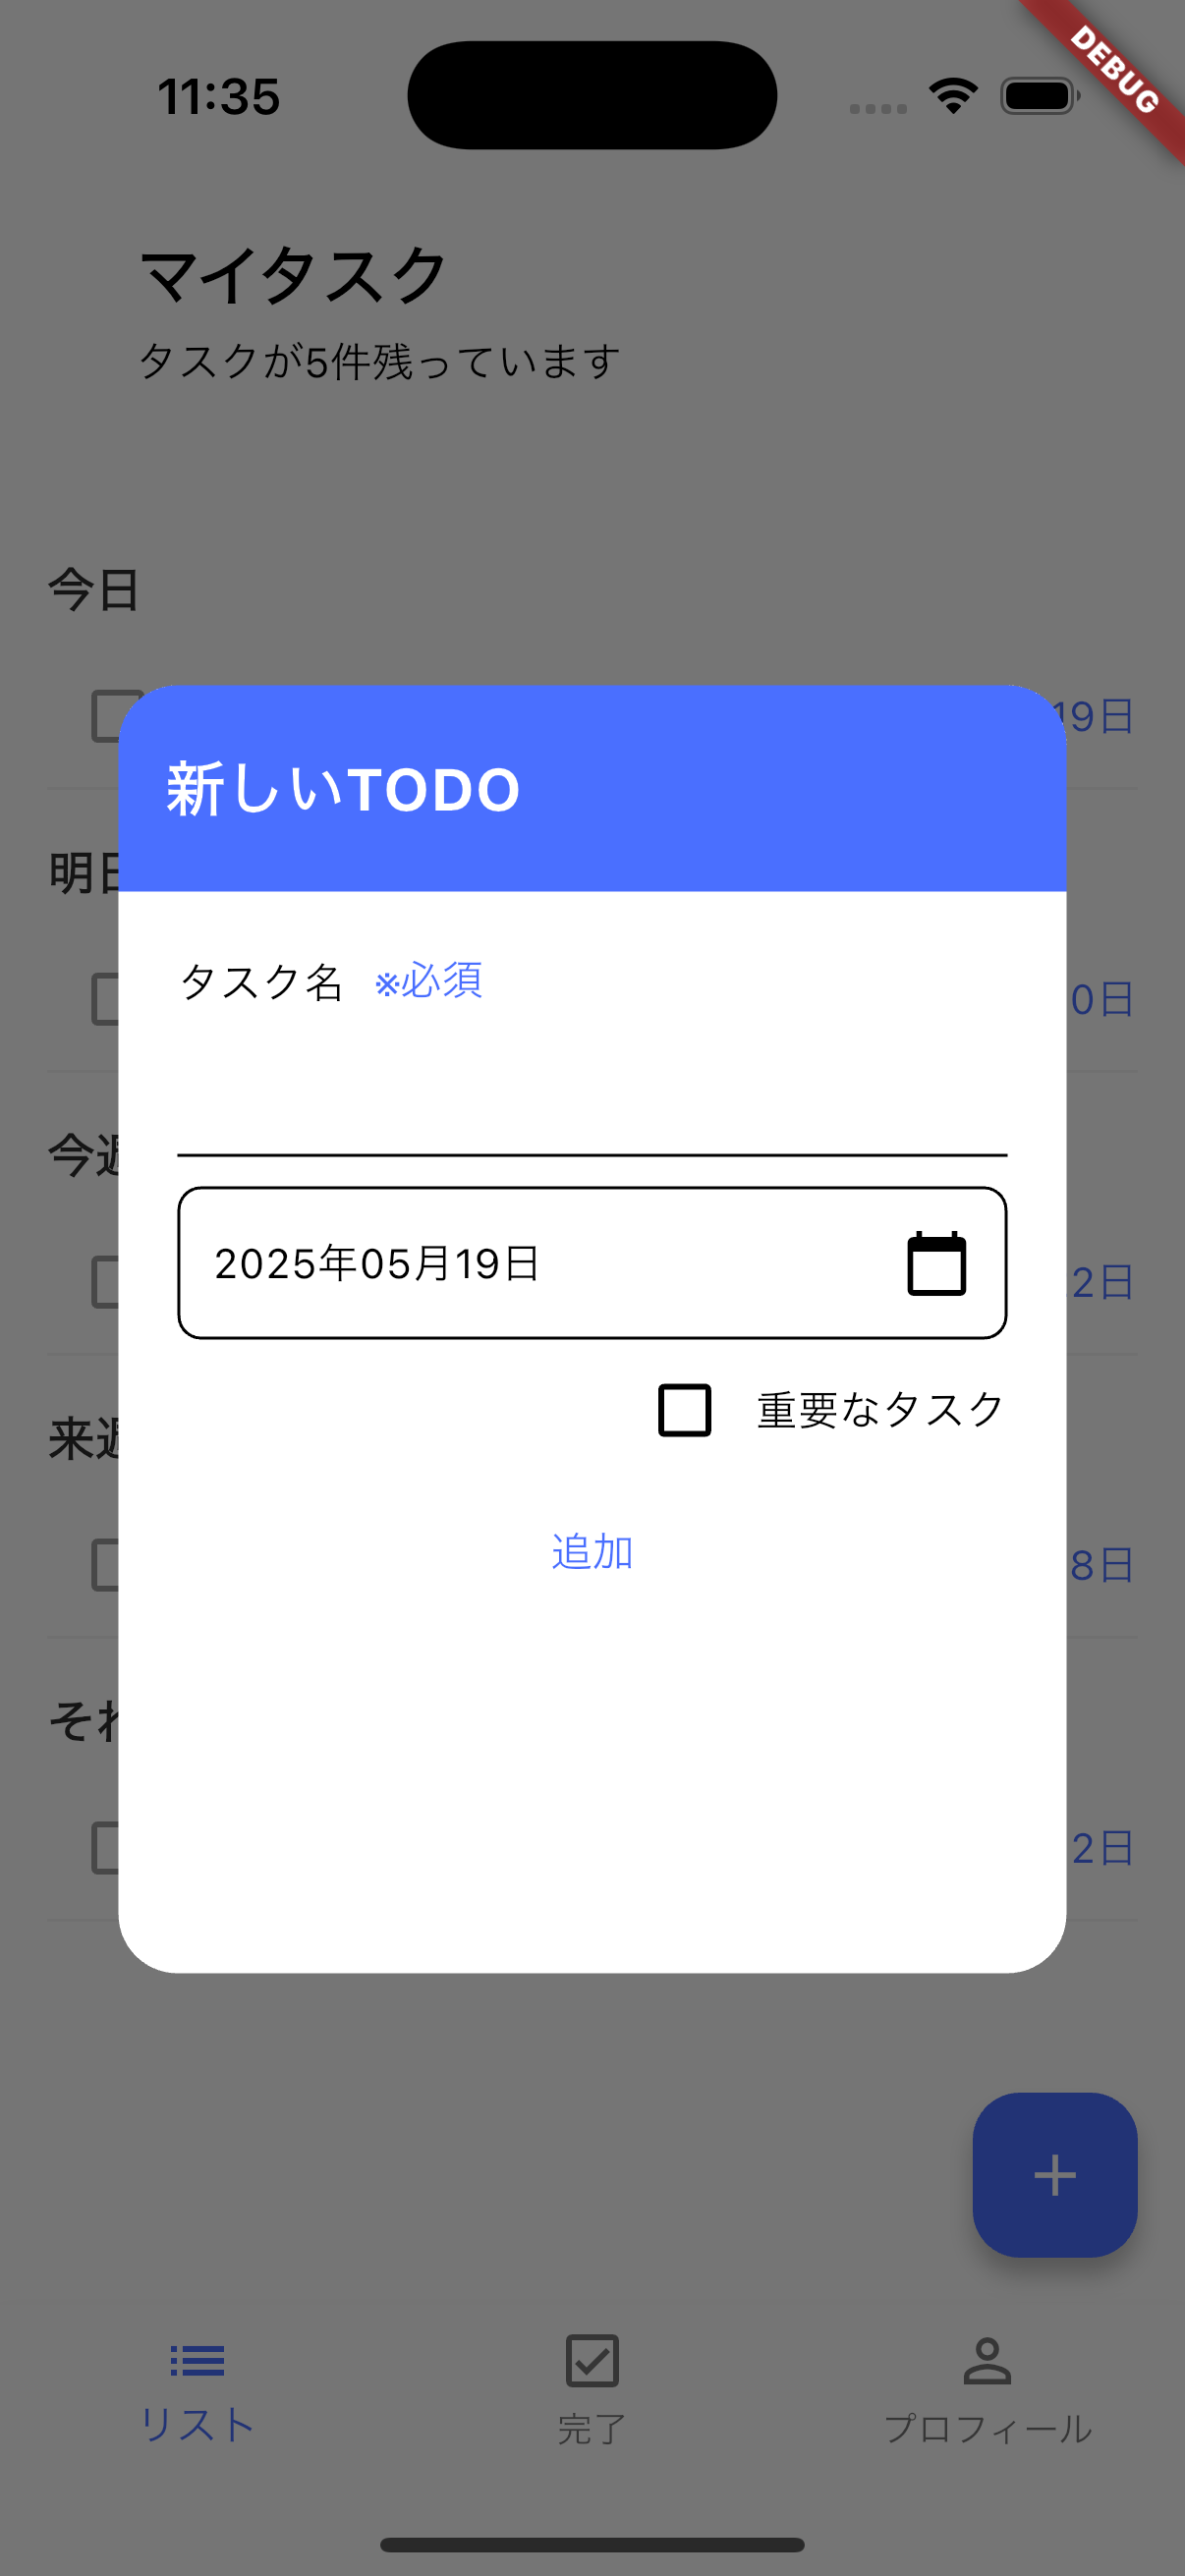 11:35
DEBUG
マイタスク
タスクが5件残っています
今日
19日
新しいTODO
明日
タスク名 ※必須
0日
今週
2025年05月19日
2日
重要なタスク
来週
追加
8日
それ
2日
リスト
完了
プロフィール